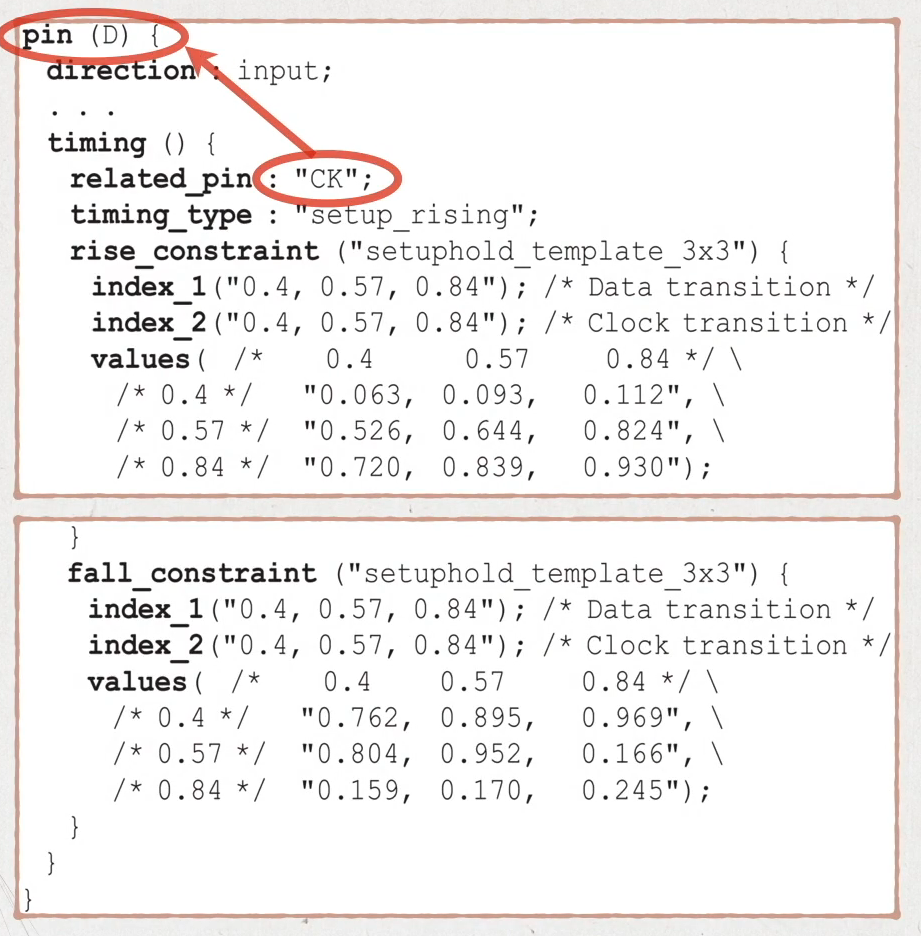 pin (D) {
direction : input;
. . .
timing () {
related_pin : "CK";
timing_type : "setup_rising";
rise_constraint ("setuphold_template_3x3") {
index_1("0.4, 0.57, 0.84"); /* Data transition */
index_2("0.4, 0.57, 0.84"); /* Clock transition */
values( /* 0.4 0.57 0.84 */ \
/* 0.4 */ "0.063, 0.093, 0.112", \
/* 0.57 */ "0.526, 0.644, 0.824", \
/* 0.84 */ "0.720, 0.839, 0.930");
}
fall_constraint ("setuphold_template_3x3") {
index_1("0.4, 0.57, 0.84"); /* Data transition */
index_2("0.4, 0.57, 0.84"); /* Clock transition */
values( /* 0.4 0.57 0.84 */ \
/* 0.4 */ "0.762, 0.895, 0.969", \
/* 0.57 */ "0.804, 0.952, 0.166", \
/* 0.84 */ "0.159, 0.170, 0.245");
}
}
}